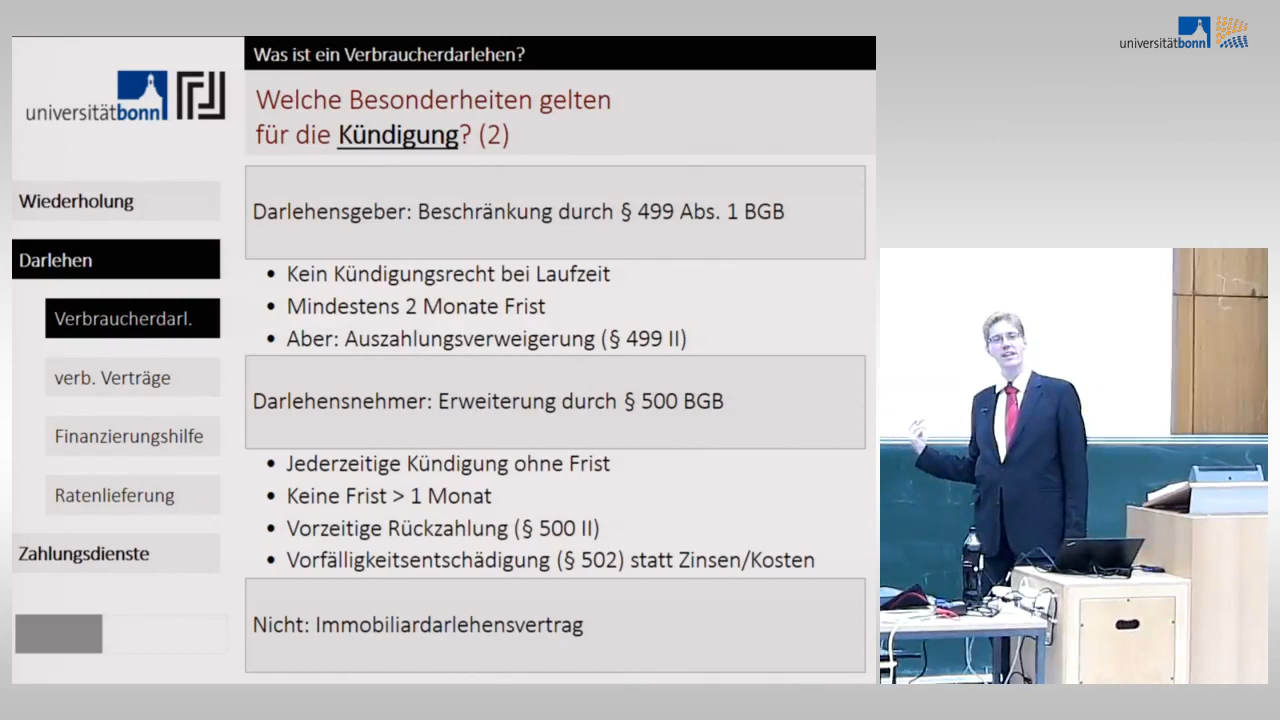 universitätbonn
Was ist ein Verbraucherdarlehen?
universitätbonn
Welche Besonderheiten gelten
für die Kündigung? (2)
Wiederholung
Darlehen
Verbraucherdarl.
verb. Verträge
Finanzierungshilfe
Ratenlieferung
Zahlungsdienste
Darlehensgeber: Beschränkung durch § 499 Abs. 1 BGB
• Kein Kündigungsrecht bei Laufzeit
• Mindestens 2 Monate Frist
• Aber: Auszahlungsverweigerung (§ 499 II)
Darlehensnehmer: Erweiterung durch § 500 BGB
• Jederzeitige Kündigung ohne Frist
• Keine Frist > 1 Monat
• Vorzeitige Rückzahlung (§ 500 II)
• Vorfälligkeitsentschädigung (§ 502) statt Zinsen/Kosten
Nicht: Immobiliardarlehensvertrag